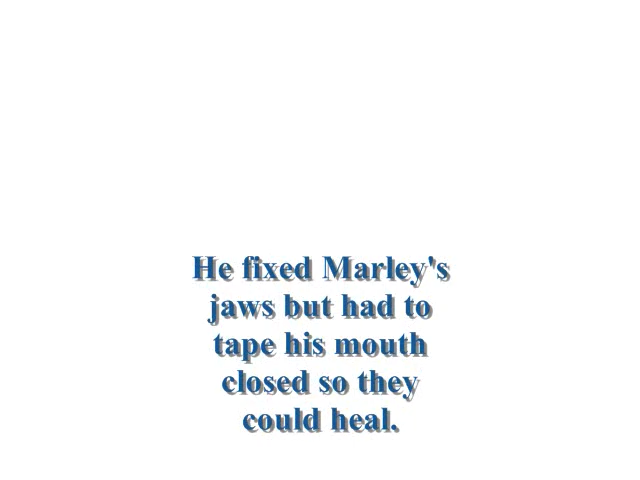 He fixed Marley's
jaws but had to
tape his mouth
closed so they
could heal.